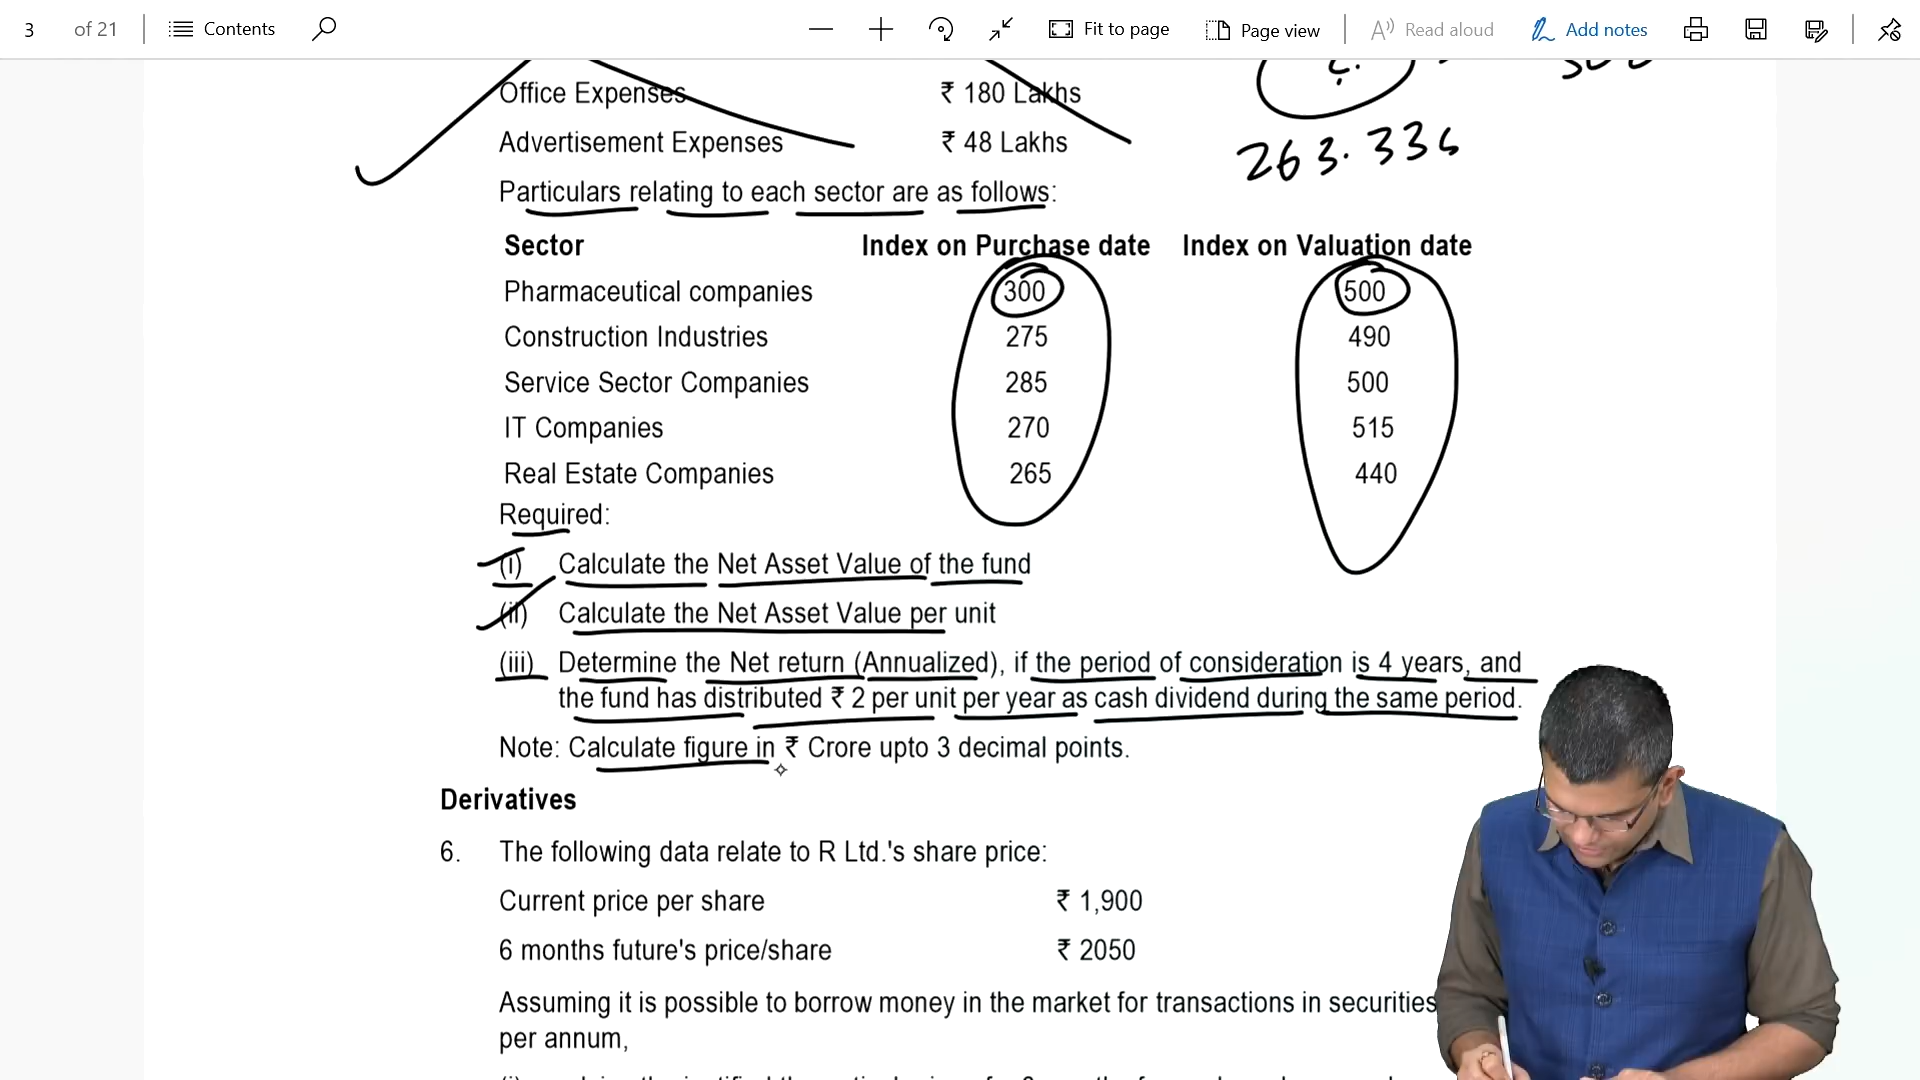 3 of 21 Contents Fit to page Page view Read aloud Add notes
Office Expenses ₹ 180 Lakhs
Advertisement Expenses ₹ 48 Lakhs
263.336
Particulars relating to each sector are as follows:
Sector Index on Purchase date Index on Valuation date
Pharmaceutical companies 300 500
Construction Industries 275 490
Service Sector Companies 285 500
IT Companies 270 515
Real Estate Companies 265 440
Required:
(i) Calculate the Net Asset Value of the fund
(ii) Calculate the Net Asset Value per unit
(iii) Determine the Net return (Annualized), if the period of consideration is 4 years, and
the fund has distributed ₹ 2 per unit per year as cash dividend during the same period.
Note: Calculate figure in ₹ Crore upto 3 decimal points.
Derivatives
6. The following data relate to R Ltd.'s share price:
Current price per share ₹ 1,900
6 months future's price/share ₹ 2050
Assuming it is possible to borrow money in the market for transactions in securities
per annum,